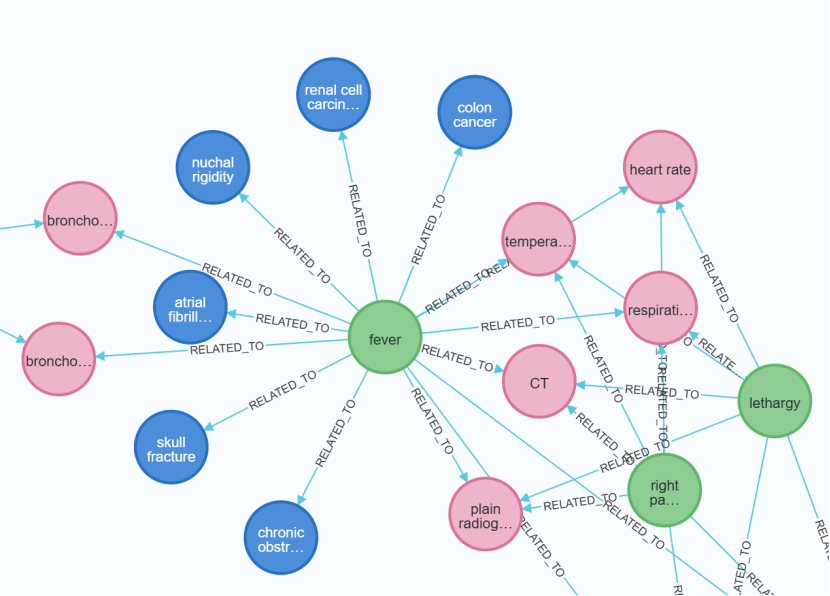 renal cell
carcin…
colon
cancer
nuchal
rigidity
heart rate
broncho…
tempera…
RELATED_TO
RELATED_TO
RELATED_TO
RELATED_TO
RELATED_TO
RELATED_TO
atrial
fibrill…
RELATED_TO
respirati…
RELATED_TO
fever
RELATED_TO
broncho…
RELATED_TO
RELATE…
CT
RELATED_TO
RELATED_TO
RELATED_TO
RELATED_TO
lethargy
RELATED_TO
RELATED_TO
RELATED_TO
RELATED_TO
skull
fracture
RELATED_TO
right
pa…
RELATED_TO
plain
radiog…
RELATED_TO
chronic
obstr…